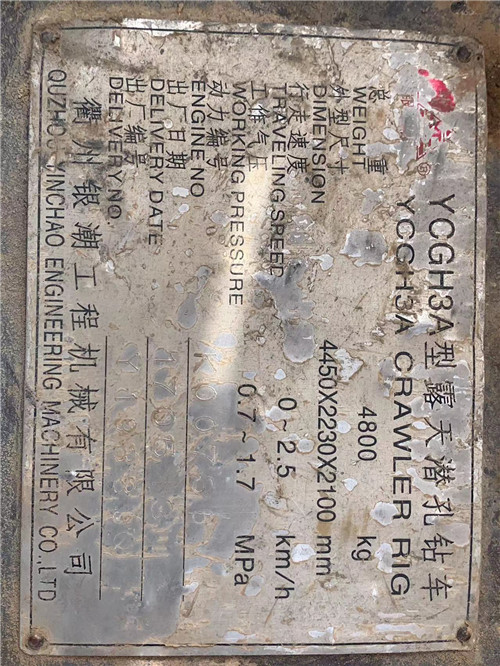 YCGH3A型露天潜孔钻车
YCGH3A CRAWLER RIG
总重
WEIGHT 4800 kg
外型尺寸
DIMENSION 4450X2230X2100 mm
行走速度
TRAVELING.SPEED 0~2.5 km/h
工作气压
WORKING PRESSURE 0.7~1.7 MPa
动力编号
ENGINE.NO
出厂日期
DELIVERY DATE
出厂编号
DELIVERY.NO.
衢州银潮工程机械有限公司
ENGINEERING MACHINERY CO.,LTD